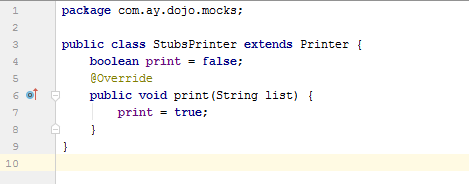 1 package com.ay.dojo.mocks;
2
3 public class StubsPrinter extends Printer {
4 boolean print = false;
5 @Override
6 public void print(String list) {
7 print = true;
8 }
9 }
10